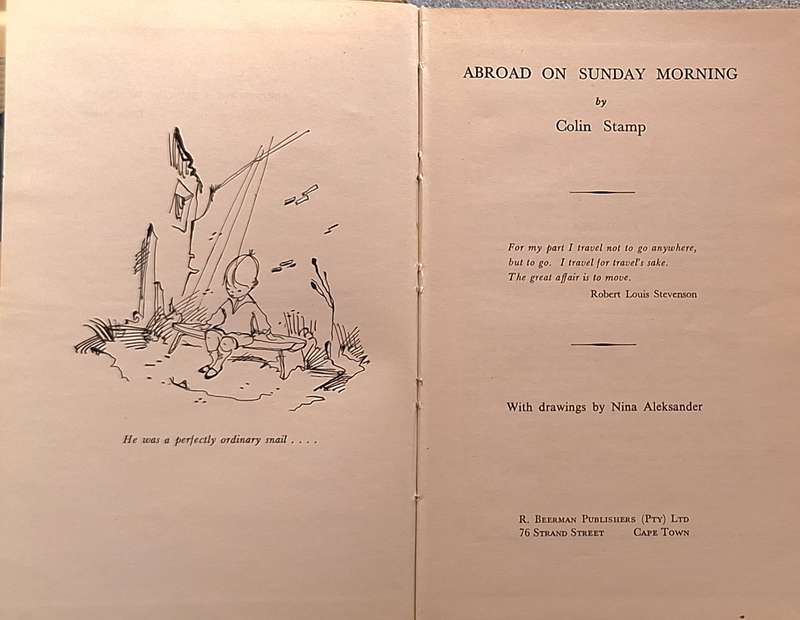 He was a perfectly ordinary snail . . . .
ABROAD ON SUNDAY MORNING
by
Colin Stamp
For my part I travel not to go anywhere,
but to go. I travel for travel's sake.
The great affair is to move.
Robert Louis Stevenson
With drawings by Nina Aleksander
R. Beerman Publishers (Pty) Ltd
76 Strand Street Cape Town